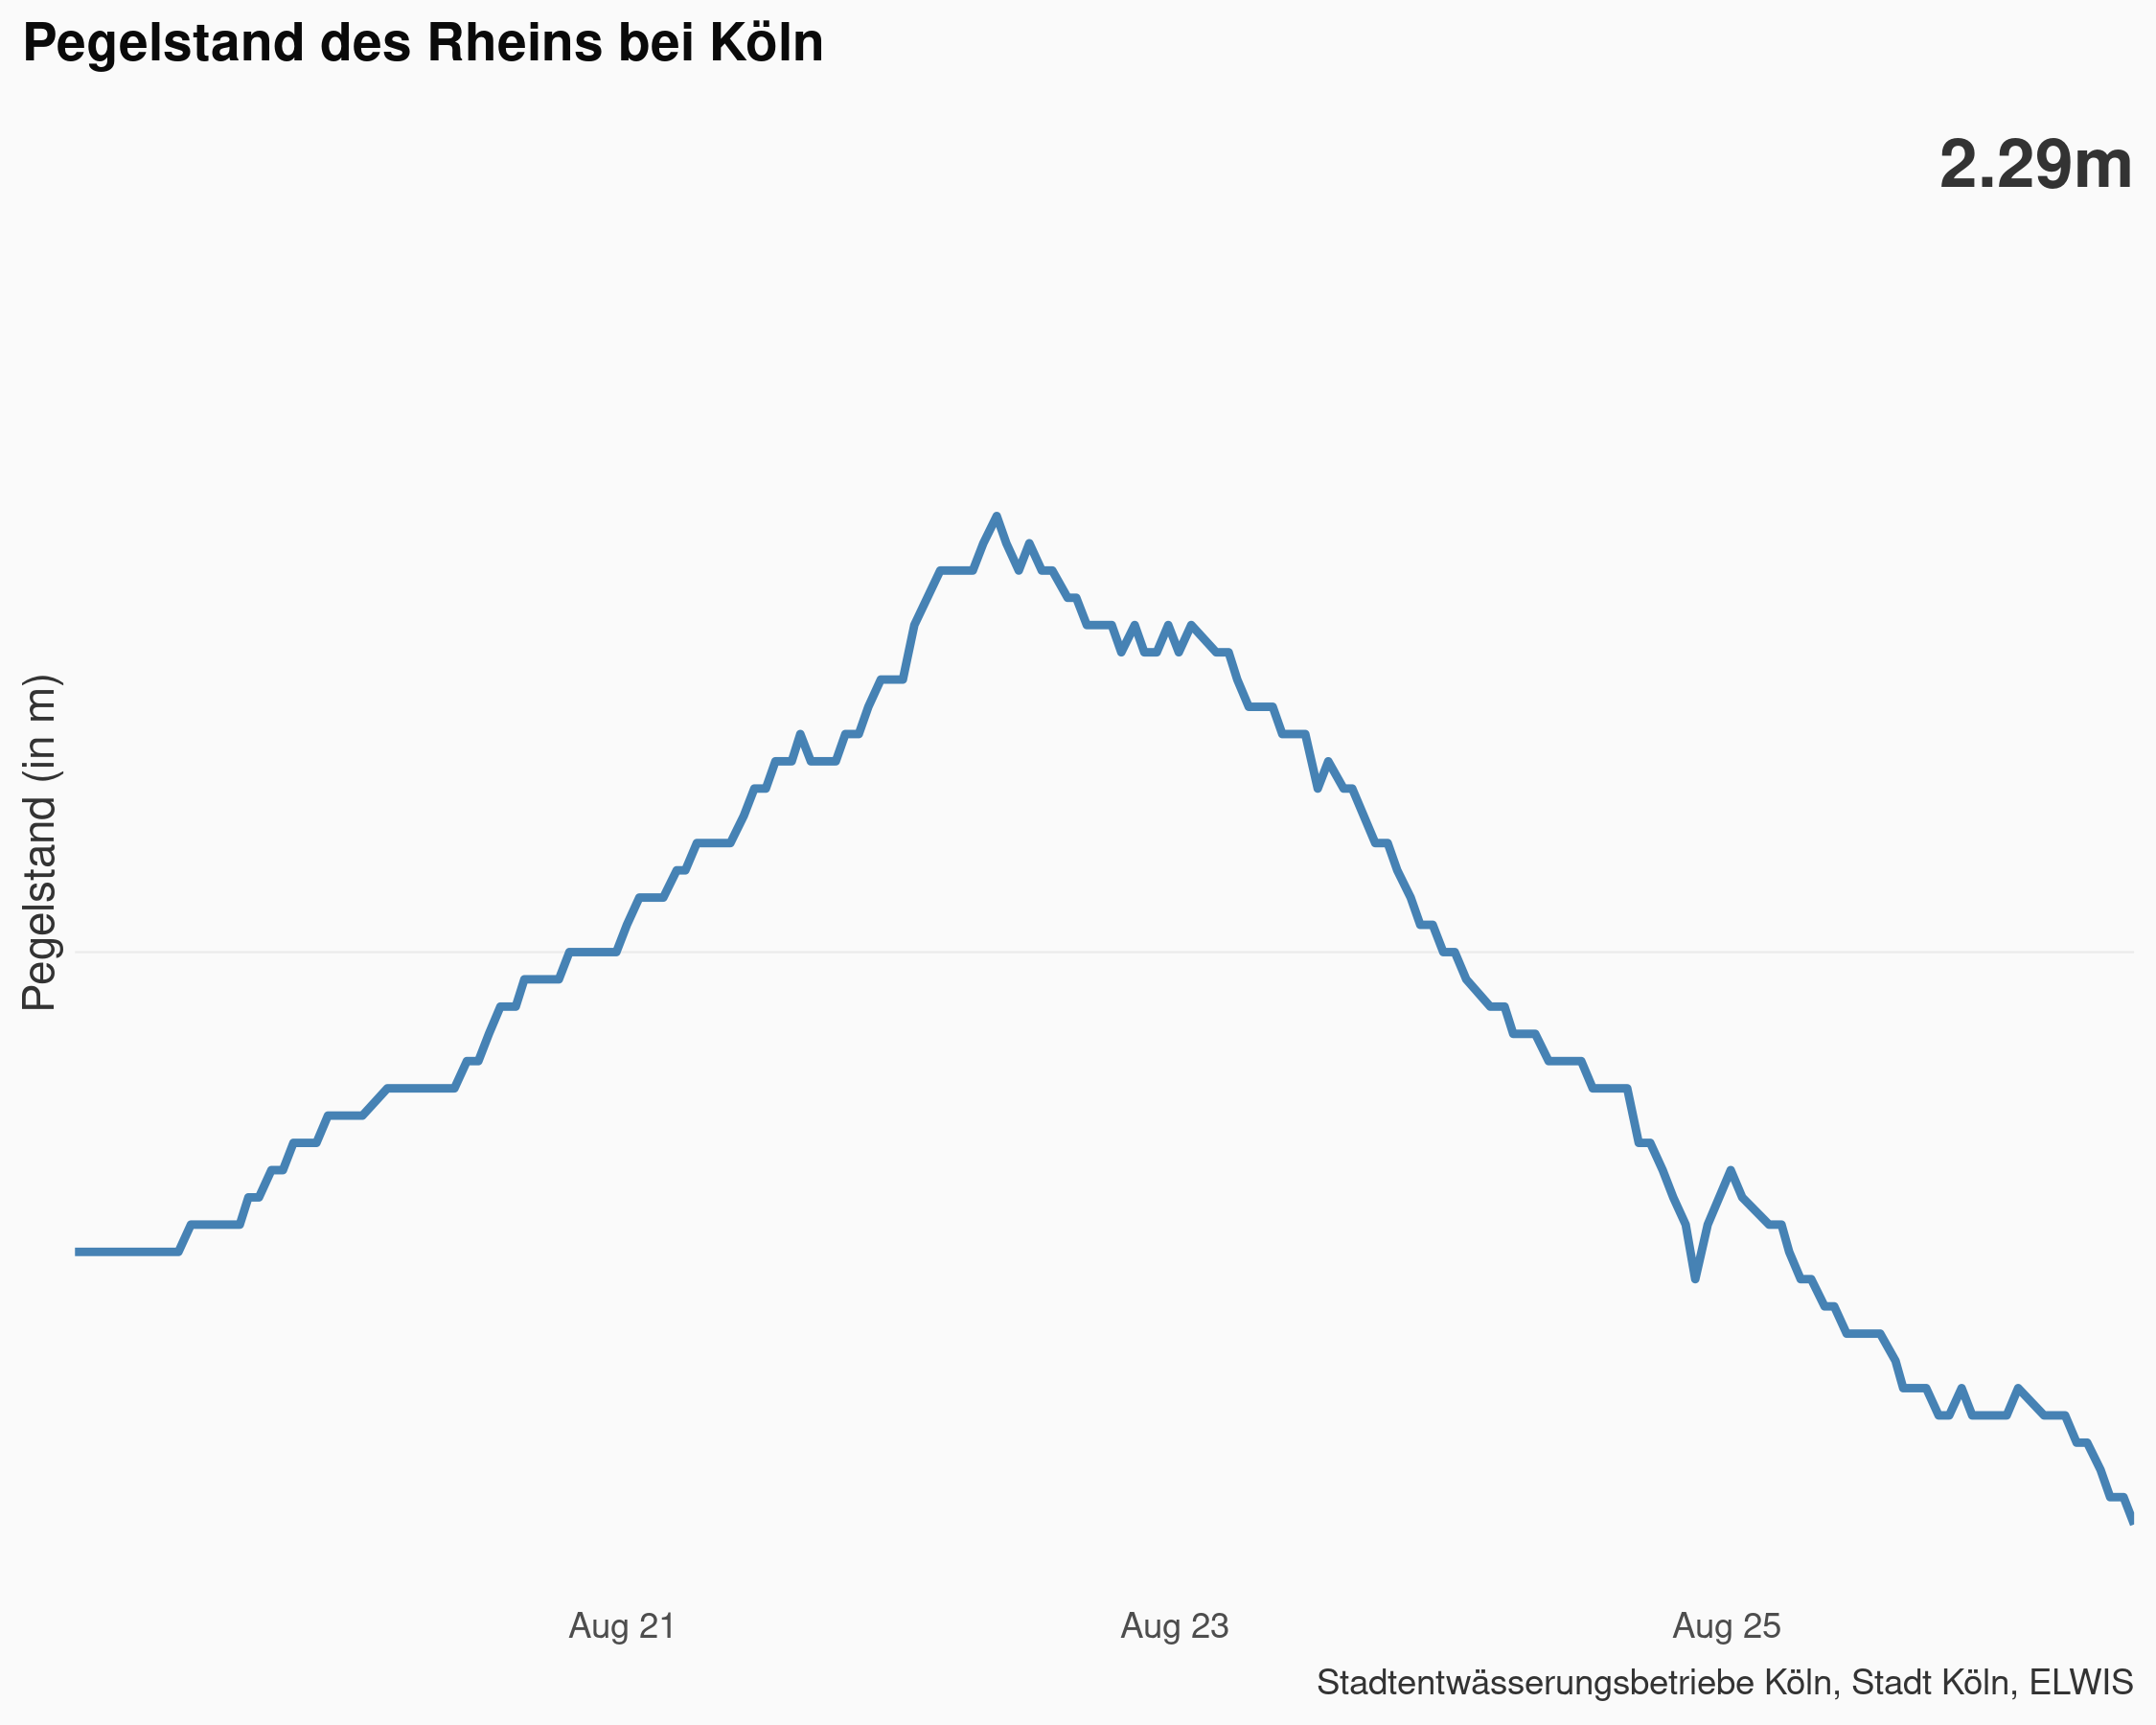 Pegelstand des Rheins bei Köln
2.29m
Pegelstand (in m)
Aug 21
Aug 23
Aug 25
Stadtentwässerungsbetriebe Köln, Stadt Köln, ELWIS